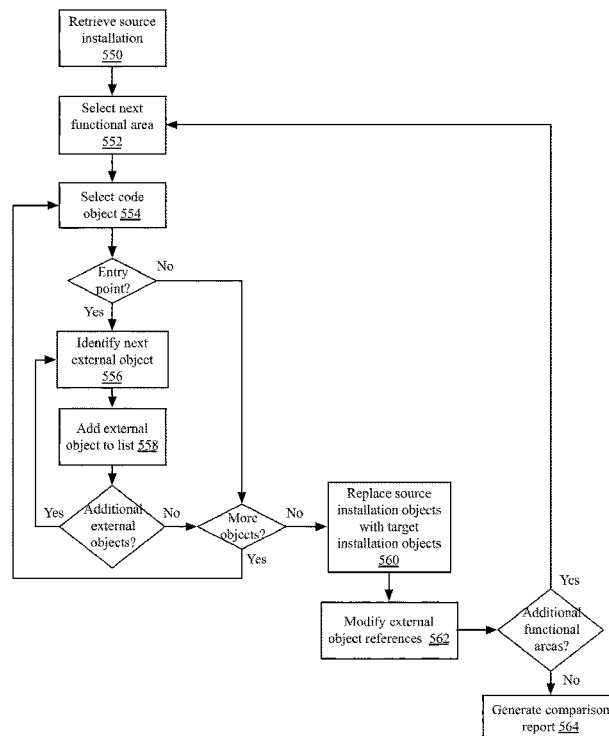 Retrieve source
installation
550
Select next
functional area
552
Select code
object 554
Entry
point?
No
Yes
Identify next
external object
556
Add external
object to list 558
Yes
Additional
external
objects?
No
More
objects?
No
Yes
Replace source
installation objects
with target
installation objects
560
Modify external
object references 562
Yes
Additional
functional
areas?
No
Generate comparison
report 564